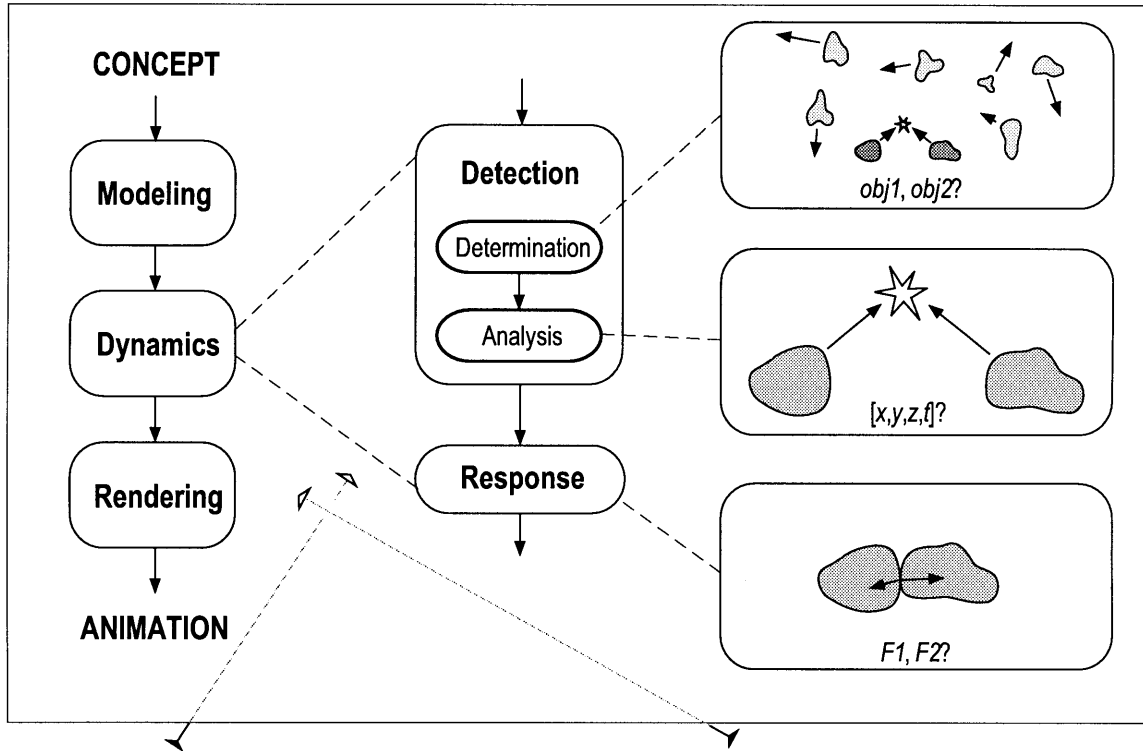 CONCEPT
Modeling
Dynamics
Rendering
ANIMATION
Detection
Determination
Analysis
Response
obj1, obj2?
[x,y,z,t]?
F1, F2?